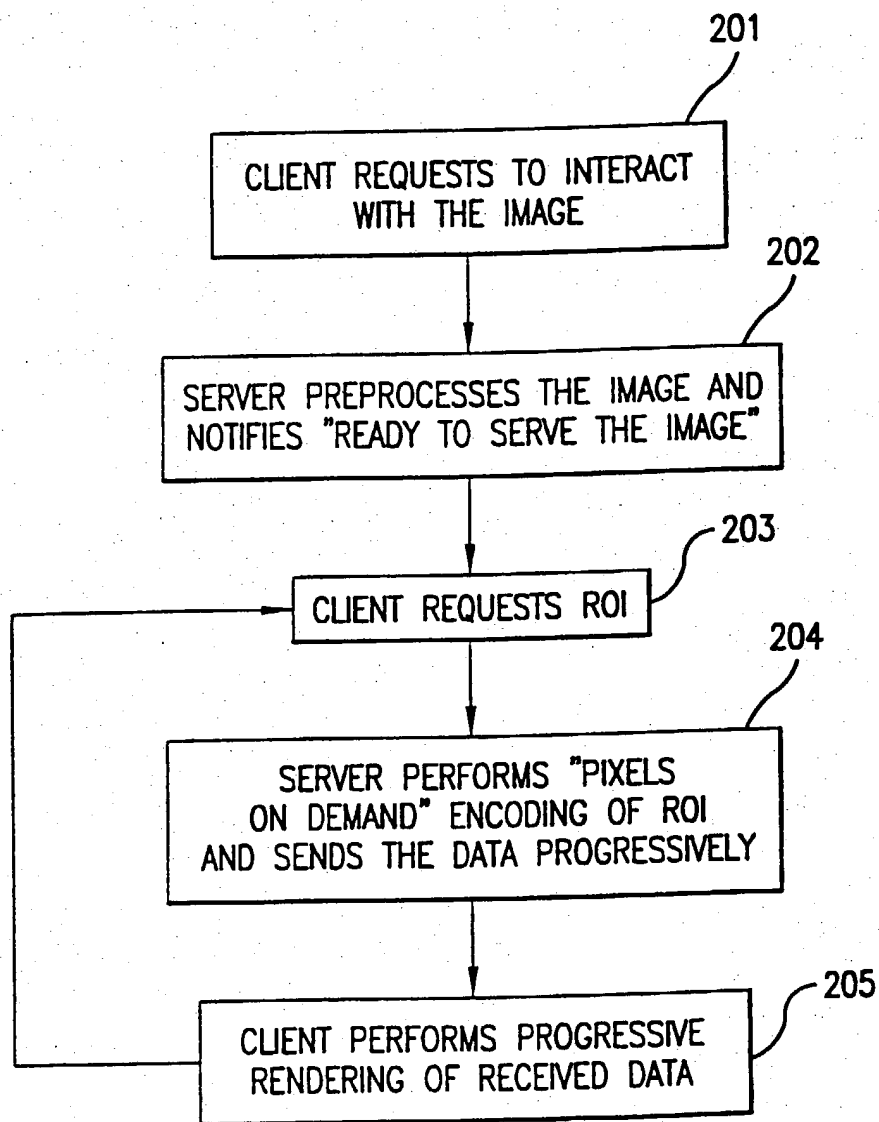 201
CLIENT REQUESTS TO INTERACT
WITH THE IMAGE
202
SERVER PREPROCESSES THE IMAGE AND
NOTIFIES "READY TO SERVE THE IMAGE"
203
CLIENT REQUESTS ROI
204
SERVER PERFORMS "PIXELS
ON DEMAND" ENCODING OF ROI
AND SENDS THE DATA PROGRESSIVELY
205
CLIENT PERFORMS PROGRESSIVE
RENDERING OF RECEIVED DATA